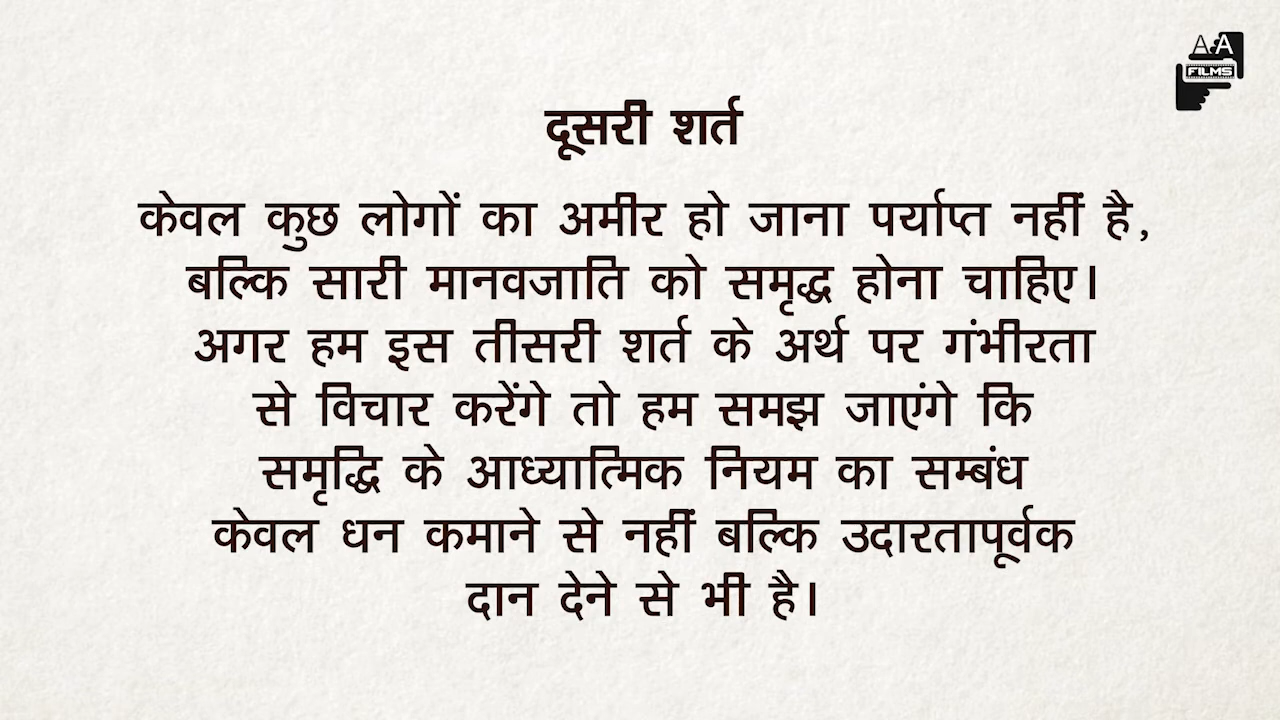 A&A
FILMS
दूसरी शर्त
केवल कुछ लोगों का अमीर हो जाना पर्याप्त नहीं है,
बल्कि सारी मानवजाति को समृद्ध होना चाहिए।
अगर हम इस तीसरी शर्त के अर्थ पर गंभीरता
से विचार करेंगे तो हम समझ जाएंगे कि
समृद्धि के आध्यात्मिक नियम का सम्बंध
केवल धन कमाने से नहीं बल्कि उदारतापूर्वक
दान देने से भी है।